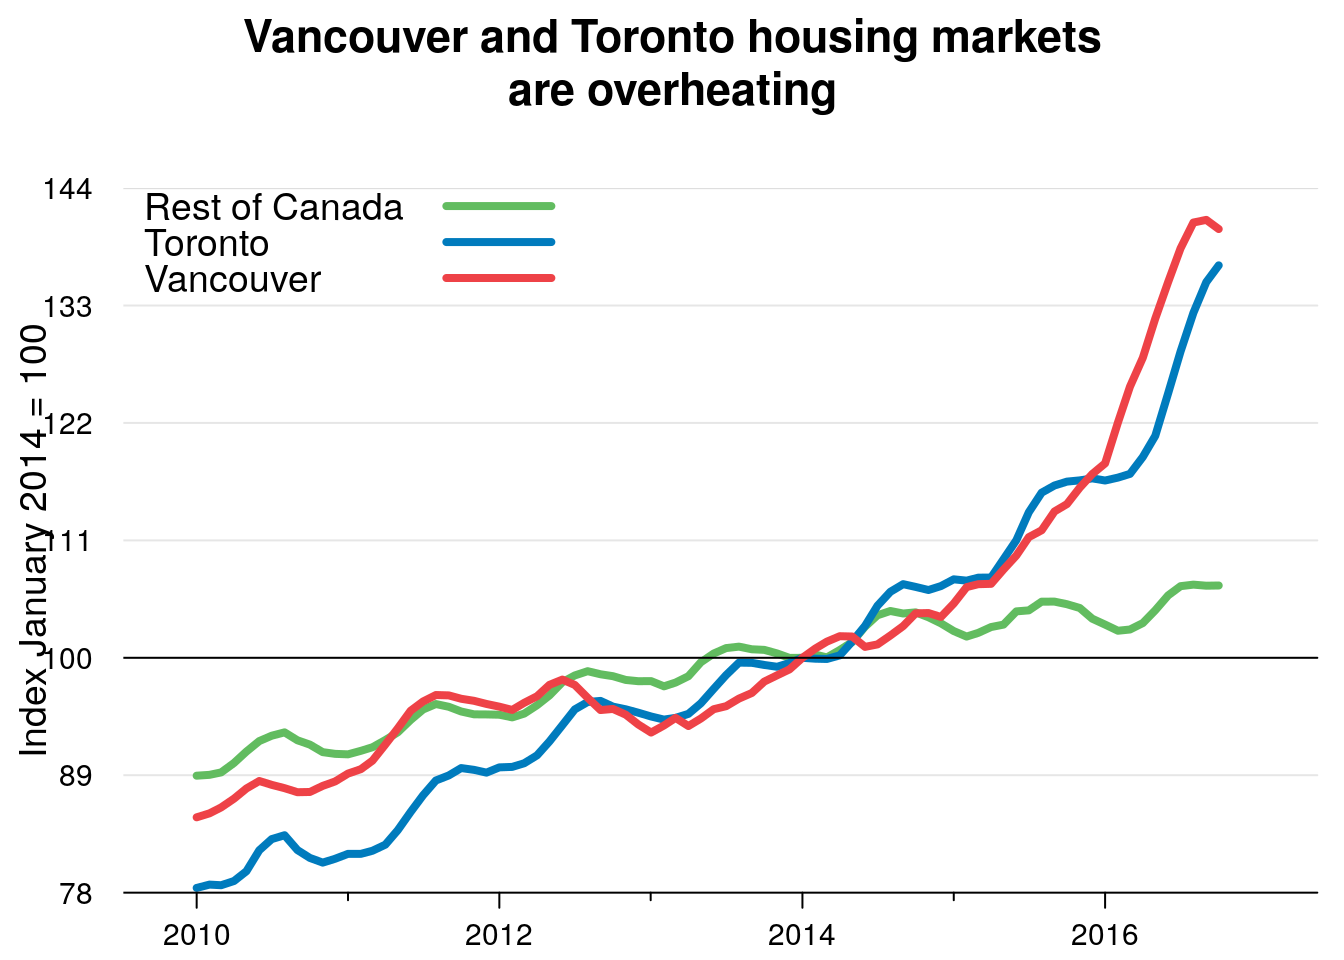 Vancouver and Toronto housing markets
are overheating
Index January 2014 = 100
144
133
122
111
100
89
78
Rest of Canada
Toronto
Vancouver
2010
2012
2014
2016